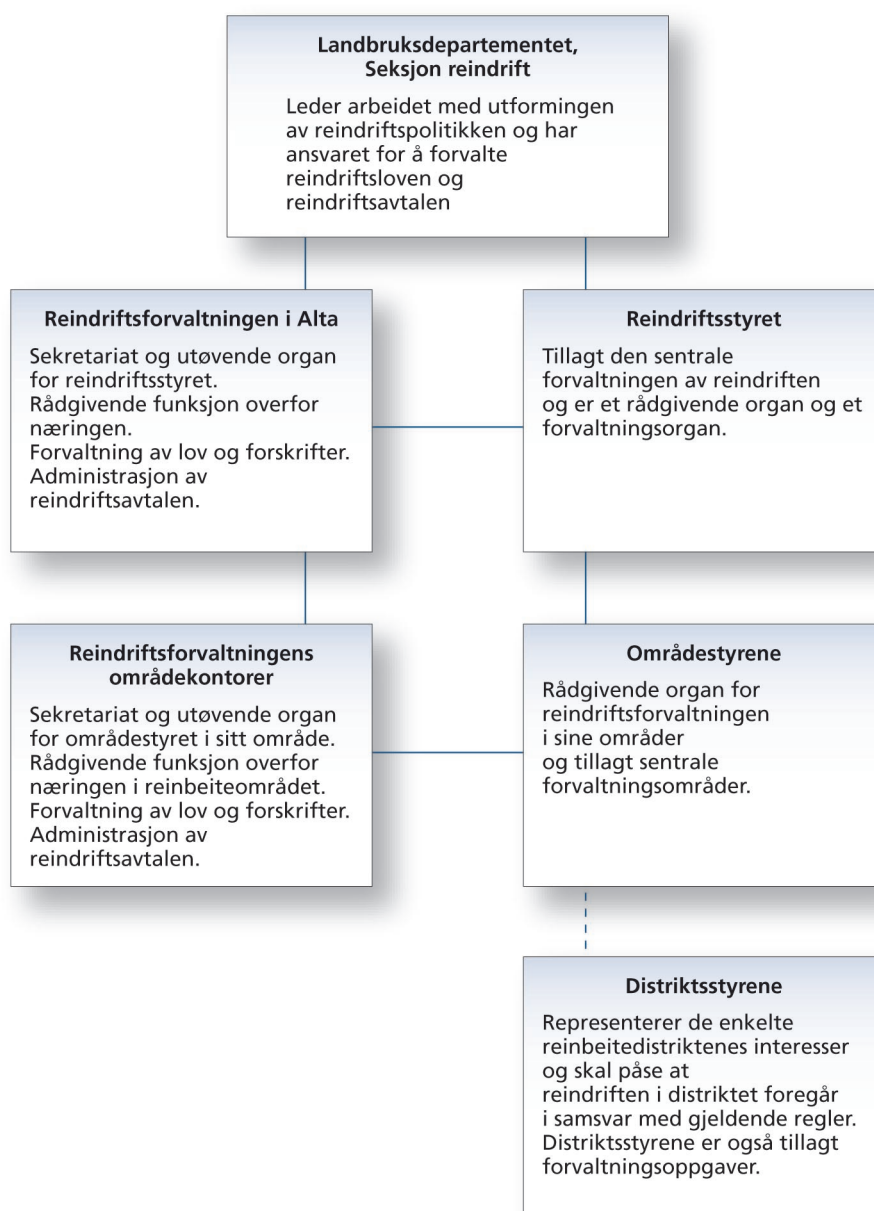 Landbruksdepartementet,
Seksjon reindrift
Leder arbeidet med utformingen
av reindriftspolitikken og har
ansvaret for å forvalte
reindriftsloven og
reindriftsavtalen
Reindriftsforvaltningen i Alta
Sekretariat og utøvende organ
for reindriftsstyret.
Rådgivende funksjon overfor
næringen.
Forvaltning av lov og forskrifter.
Administrasjon av
reindriftsavtalen.
Reindriftsstyret
Tillagt den sentrale
forvaltningen av reindriften
og er et rådgivende organ og et
forvaltningsorgan.
Reindriftsforvaltningens
områdekontorer
Sekretariat og utøvende organ
for områdestyret i sitt område.
Rådgivende funksjon overfor
næringen i reinbeiteområdet.
Forvaltning av lov og forskrifter.
Administrasjon av
reindriftsavtalen.
Områdestyrene
Rådgivende organ for
reindriftsforvaltningen
i sine områder
og tillagt sentrale
forvaltningsområder.
Distriktsstyrene
Representerer de enkelte
reinbeitedistriktenes interesser
og skal påse at
reindriften i distriktet foregår
i samsvar med gjeldende regler.
Distriktsstyrene er også tillagt
forvaltningsoppgaver.